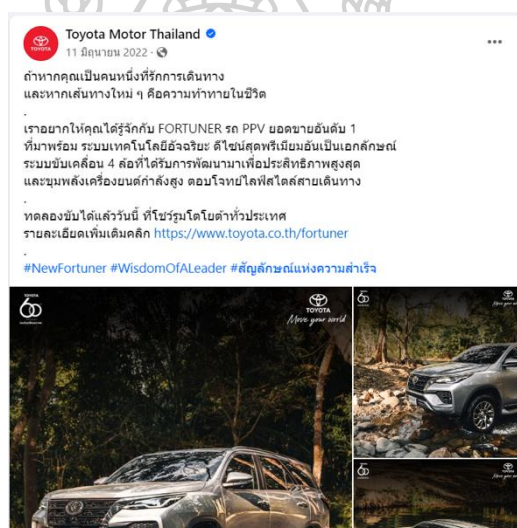 Toyota Motor Thailand
11 มิถุนายน 2022
ถ้าหากคุณเป็นคนหนึ่งที่รักการเดินทาง
และหากเส้นทางใหม่ ๆ คือความท้าทายในชีวิต
.
เราอยากให้คุณได้รู้จักกับ FORTUNER รถ PPV ยอดขายอันดับ 1
ที่มาพร้อม ระบบเทคโนโลยีอัจฉริยะ ดีไซน์สุดพรีเมียมอันเป็นเอกลักษณ์
ระบบขับเคลื่อน 4 ล้อที่ได้รับการพัฒนามาเพื่อประสิทธิภาพสูงสุด
และขุมพลังเครื่องยนต์กำลังสูง ตอบโจทย์ไลฟ์สไตล์สายเดินทาง
.
ทดลองขับได้แล้ววันนี้ ที่โชว์รูมโตโยต้าทั่วประเทศ
รายละเอียดเพิ่มเติมคลิก https://www.toyota.co.th/fortuner
.
#NewFortuner #WisdomOfALeader #สัญลักษณ์แห่งความสำเร็จ
TOYOTA
Move your world